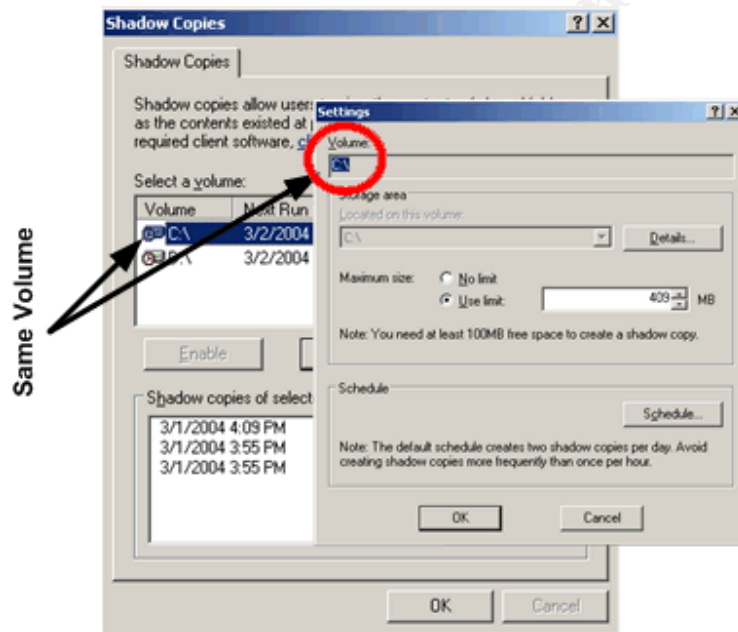 Same Volume
Shadow Copies
Shadow Copies
Shadow copies allow users
as the contents existed at
required client software,
Select a volume:
Volume Next Run
C:\ 3/2/2004
3/2/2004
Enable
Shadow copies of select
3/1/2004 4:09 PM
3/1/2004 3:55 PM
3/1/2004 3:55 PM
OK Cancel
Settings
Volume:
C:\
Storage area
Located on this volume:
C:\
Details...
Maximum size: No limit
Use limit: 409 MB
Note: You need at least 100MB free space to create a shadow copy.
Schedule
Schedule...
Note: The default schedule creates two shadow copies per day. Avoid
creating shadow copies more frequently than once per hour.
OK Cancel